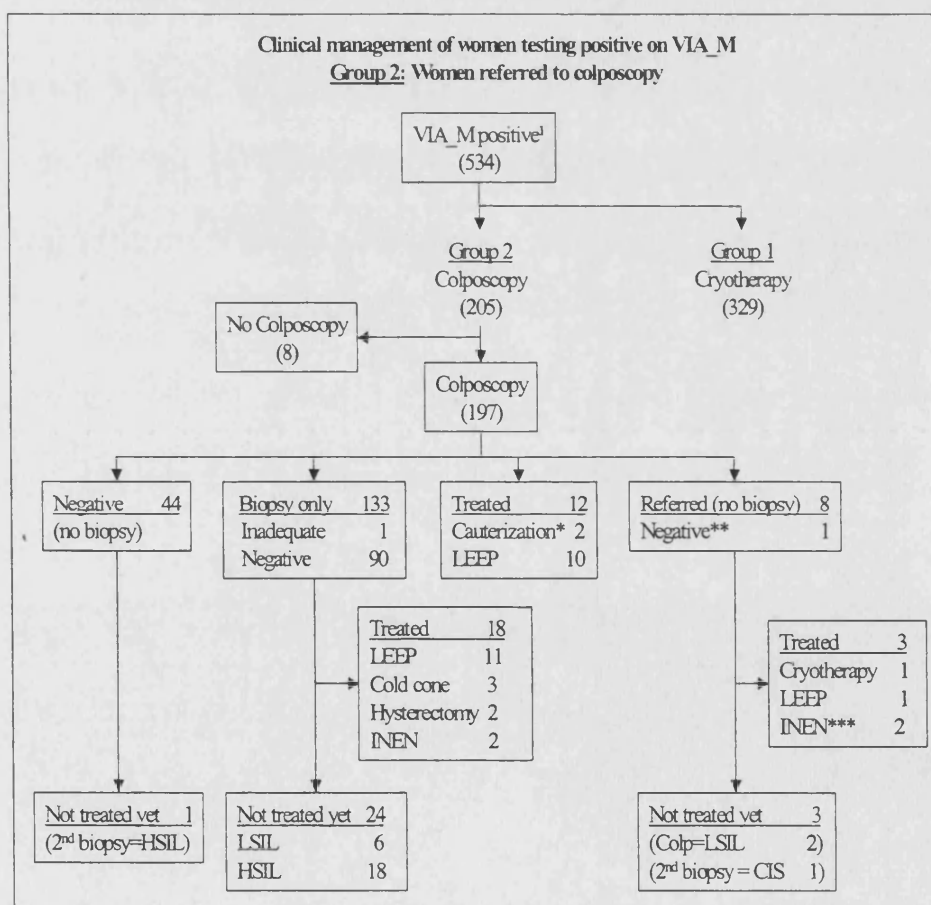 Clinical management of women testing positive on VIA_M
Group 2: Women referred to colposcopy
VIA_M positive¹
(534)
Group 2
Colposcopy
(205)
Group 1
Cryotherapy
(329)
No Colposcopy
(8)
Colposcopy
(197)
Negative 44
(no biopsy)
Biopsy only 133
Inadequate 1
Negative 90
Treated 12
Cauterization* 2
LEEP 10
Referred (no biopsy) 8
Negative** 1
Treated 18
LEEP 11
Cold cone 3
Hysterectomy 2
INEN 2
Treated 3
Cryotherapy 1
LEEP 1
INEN*** 2
Not treated yet 1
(2nd biopsy=HSIL)
Not treated yet 24
LSIL 6
HSIL 18
Not treated yet 3
(Colp=LSIL 2)
(2nd biopsy = CIS 1)